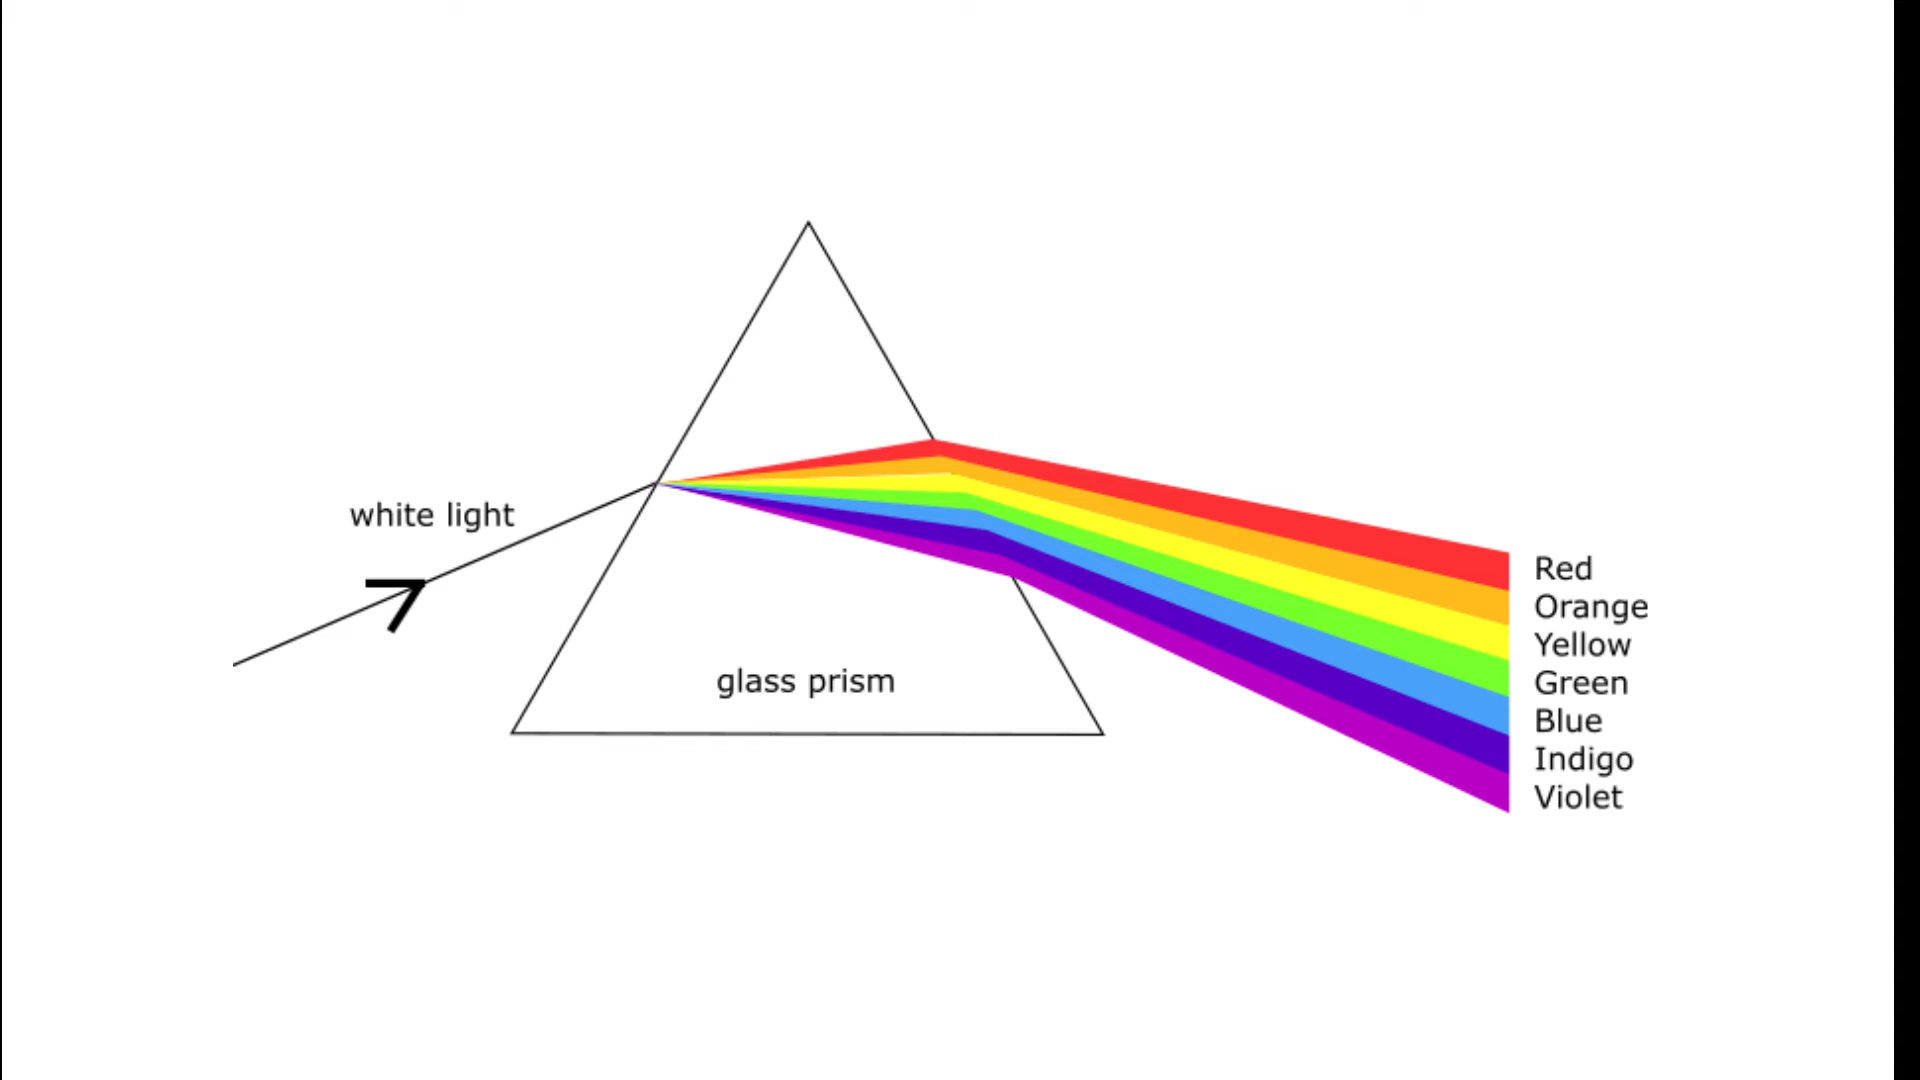 white light
glass prism
Red
Orange
Yellow
Green
Blue
Indigo
Violet